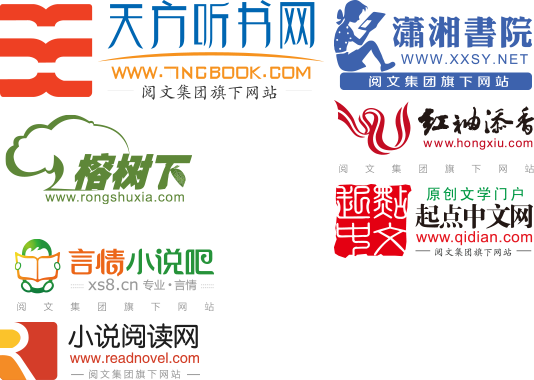 天方听书网
WWW.TINGBOOK.COM
阅文集团旗下网站
潇湘書院
WWW.XXSY.NET
阅文集团旗下网站
榕树下
www.rongshuxia.com
红袖添香
www.hongxiu.com
阅文集团旗下网站
起點中文
原创文学门户
起点中文网
www.qidian.com
阅文集团旗下网站
言情小说吧
xs8.cn 专业·言情
阅文集团旗下网站
小说阅读网
www.readnovel.com
阅文集团旗下网站